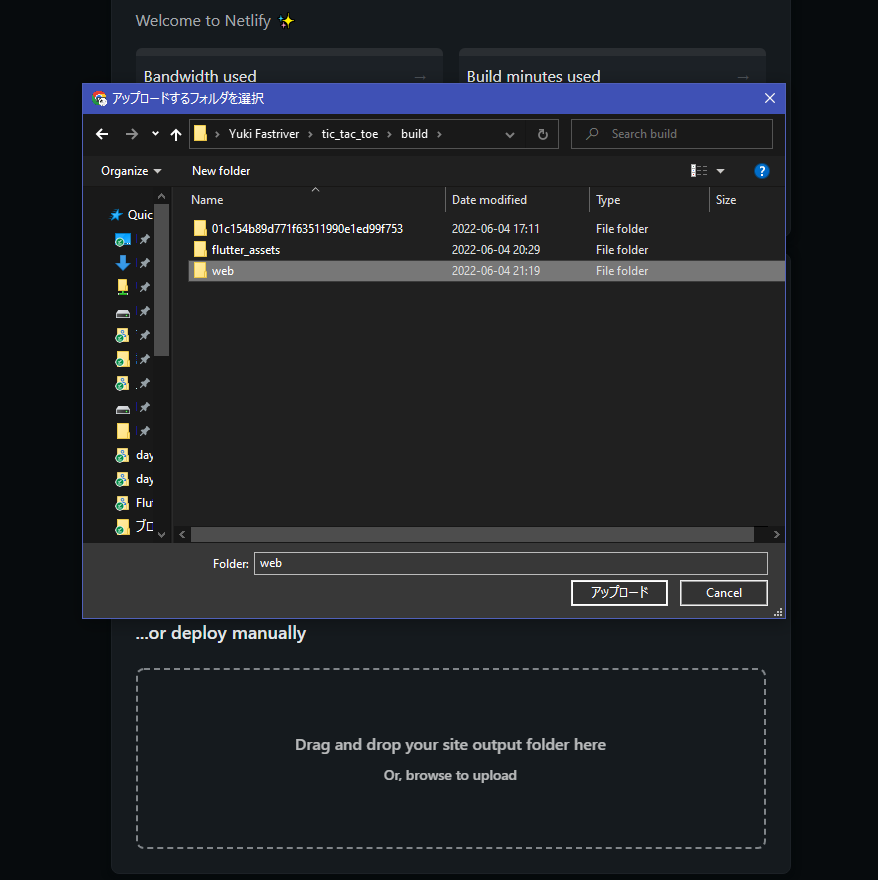 Welcome to Netlify ✨
Bandwidth used →
Build minutes used →
アップロードするフォルダを選択
Yuki Fastriver › tic_tac_toe › build ›
Search build
Organize
New folder
Name
Date modified
Type
Size
Quic
01c154b89d771f63511990e1ed99f753 2022-06-04 17:11 File folder
flutter_assets 2022-06-04 20:29 File folder
web 2022-06-04 21:19 File folder
day
day
Flu
ブロ
Folder: web
アップロード
Cancel
...or deploy manually
Drag and drop your site output folder here
Or, browse to upload